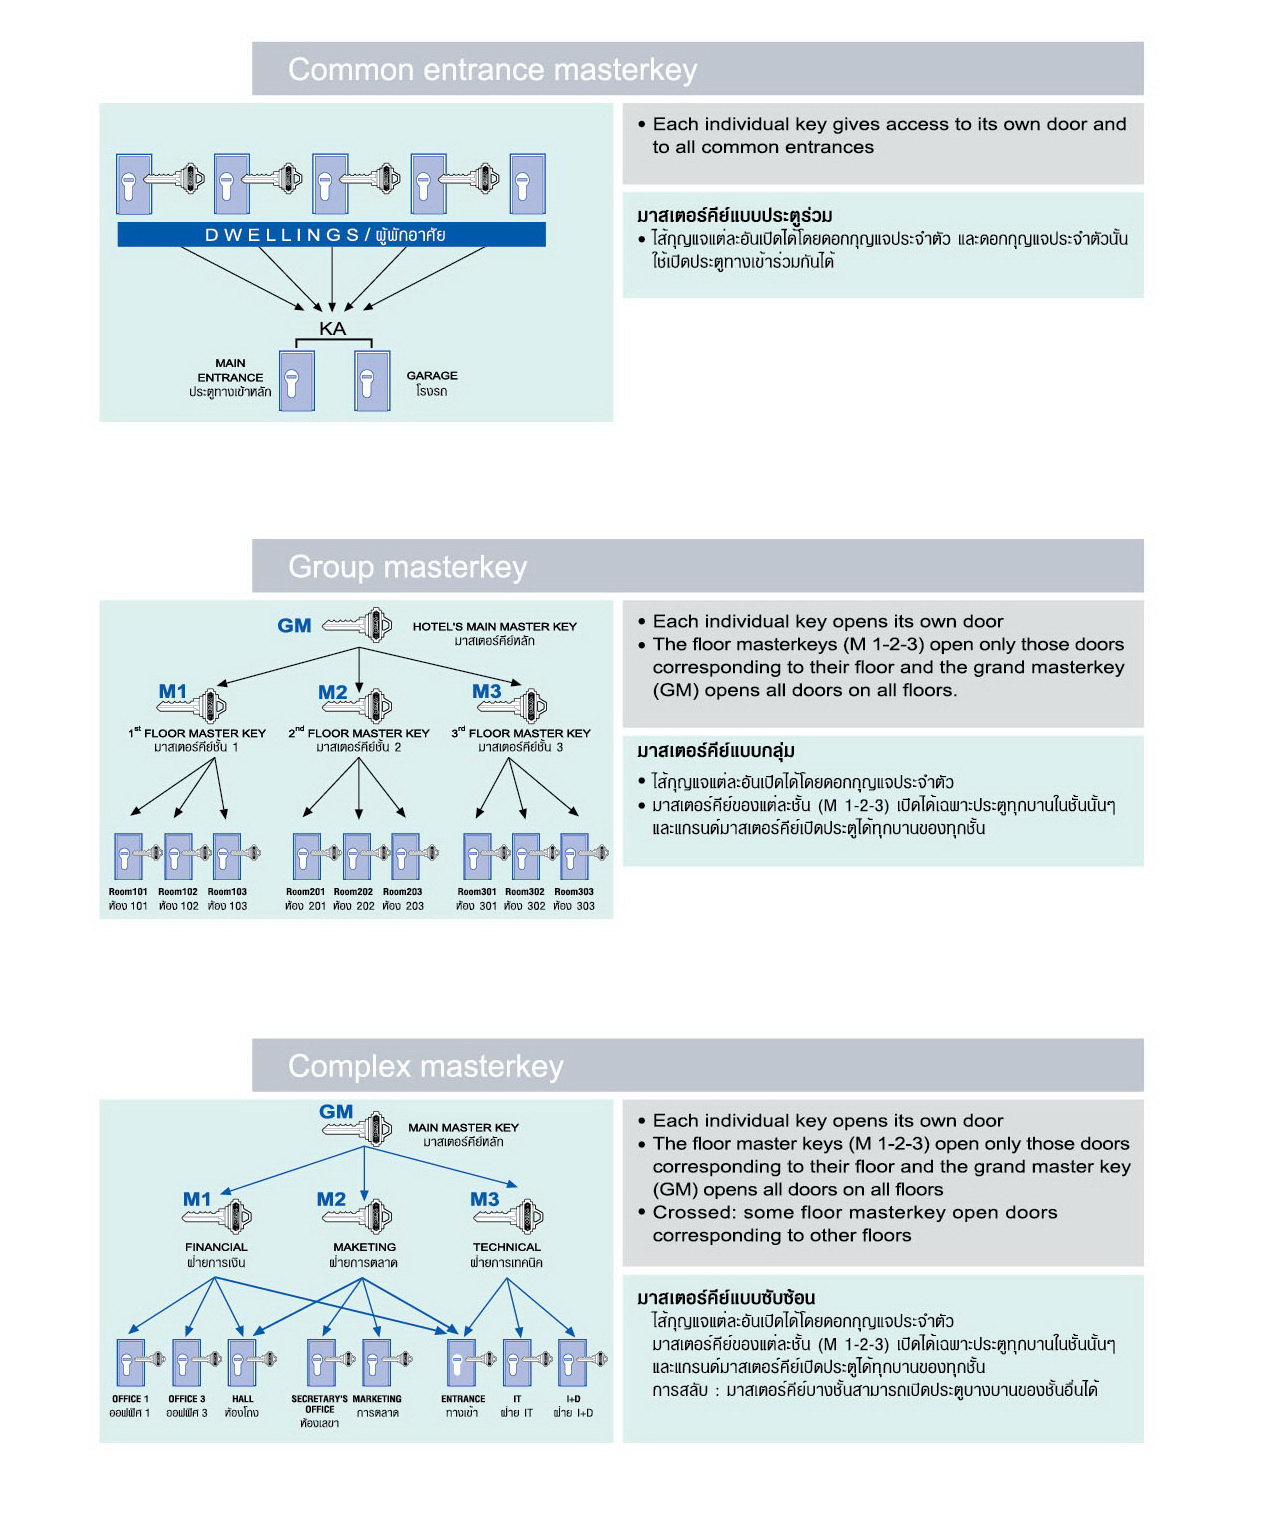 Common entrance masterkey
• Each individual key gives access to its own door and
to all common entrances
DWELLINGS / ผู้พักอาศัย
KA
MAIN
ENTRANCE
ประตูทางเข้าหลัก
GARAGE
โรงรถ
มาสเตอร์คีย์แบบประตูร่วม
• ไส้กุญแจแต่ละอันเปิดได้โดยดอกกุญแจประจำตัว และดอกกุญแจประจำตัวนั้น
ใช้เปิดประตูทางเข้าร่วมกันได้
Group masterkey
GM
HOTEL'S MAIN MASTER KEY
มาสเตอร์คีย์หลัก
M1
M2
M3
1st FLOOR MASTER KEY
มาสเตอร์คีย์ชั้น 1
2nd FLOOR MASTER KEY
มาสเตอร์คีย์ชั้น 2
3rd FLOOR MASTER KEY
มาสเตอร์คีย์ชั้น 3
Room101 Room102 Room103
ห้อง 101 ห้อง 102 ห้อง 103
Room201 Room202 Room203
ห้อง 201 ห้อง 202 ห้อง 203
Room301 Room302 Room303
ห้อง 301 ห้อง 302 ห้อง 303
• Each individual key opens its own door
• The floor masterkeys (M 1-2-3) open only those doors
corresponding to their floor and the grand masterkey
(GM) opens all doors on all floors.
มาสเตอร์คีย์แบบกลุ่ม
• ไส้กุญแจแต่ละอันเปิดได้โดยดอกกุญแจประจำตัว
• มาสเตอร์คีย์ของแต่ละชั้น (M 1-2-3) เปิดได้เฉพาะประตูทุกบานในชั้นนั้นๆ
และแกรนด์มาสเตอร์คีย์เปิดประตูได้ทุกบานของทุกชั้น
Complex masterkey
GM
MAIN MASTER KEY
มาสเตอร์คีย์หลัก
M1
M2
M3
FINANCIAL
ฝ่ายการเงิน
MAKETING
ฝ่ายการตลาด
TECHNICAL
ฝ่ายการเทคนิค
OFFICE 1
ออฟฟิศ 1
OFFICE 3
ออฟฟิศ 3
HALL
ห้องโถง
SECRETARY'S
OFFICE
ห้องเลขา
MARKETING
การตลาด
ENTRANCE
ทางเข้า
IT
ฝ่าย IT
I+D
ฝ่าย I+D
• Each individual key opens its own door
• The floor master keys (M 1-2-3) open only those doors
corresponding to their floor and the grand master key
(GM) opens all doors on all floors
• Crossed: some floor masterkey open doors
corresponding to other floors
มาสเตอร์คีย์แบบซับซ้อน
ไส้กุญแจแต่ละอันเปิดได้โดยดอกกุญแจประจำตัว
มาสเตอร์คีย์ของแต่ละชั้น (M 1-2-3) เปิดได้เฉพาะประตูทุกบานในชั้นนั้นๆ
และแกรนด์มาสเตอร์คีย์เปิดประตูได้ทุกบานของทุกชั้น
การสลับ : มาสเตอร์คีย์บางชั้นสามารถเปิดประตูบางบานของชั้นอื่นได้